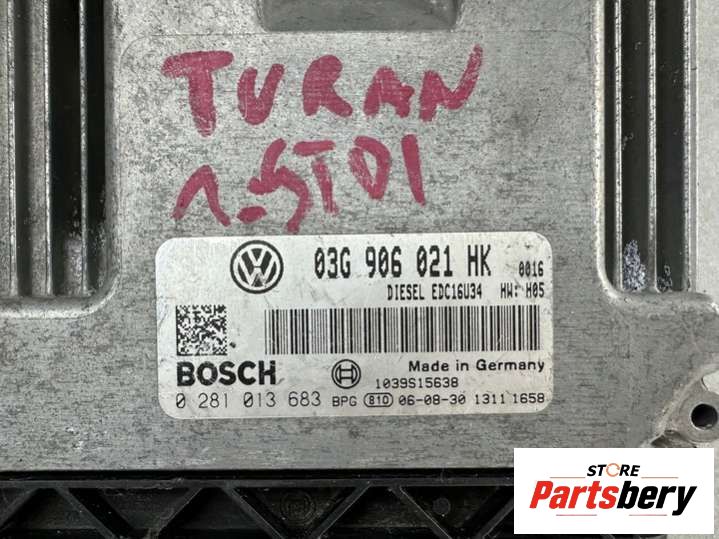 TURAN
1.9TDI
VW
03G 906 021 HK 0016
DIESEL EDC16U34 HW: H05
Made in Germany
BOSCH
1039S15638
0 281 013 683 BPG 810 06-08-30 1311 1658
STORE
Partsbery